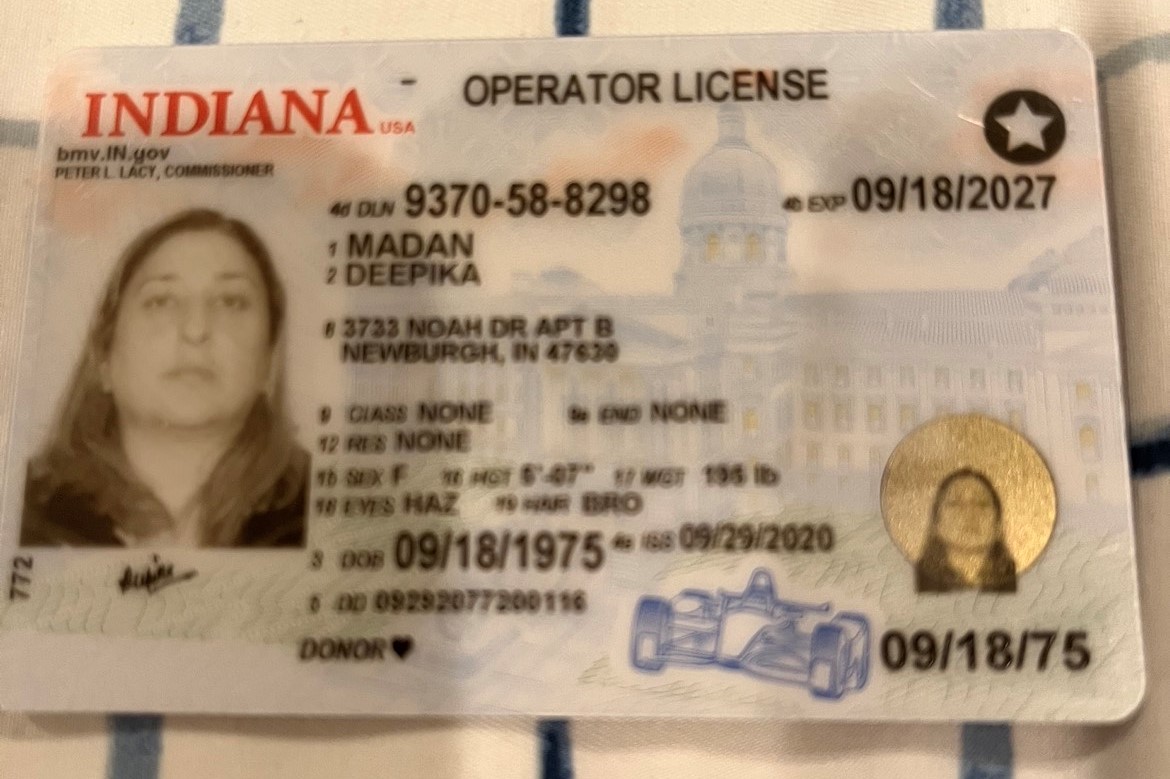 INDIANA USA
OPERATOR LICENSE
bmv.IN.gov
PETER L. LACY, COMMISSIONER
4d DLN 9370-58-8298
4b EXP 09/18/2027
1 MADAN
2 DEEPIKA
8 3733 NOAH DR APT B
NEWBURGH, IN 47630
9 CLASS NONE 9a END NONE
12 RES NONE
15 SEX F 16 HGT 5'-07" 17 WGT 195 lb
18 EYES HAZ 19 HAIR BRO
3 DOB 09/18/1975 4a ISS 09/29/2020
5 DD 09292077200116
772
DONOR♥
09/18/75